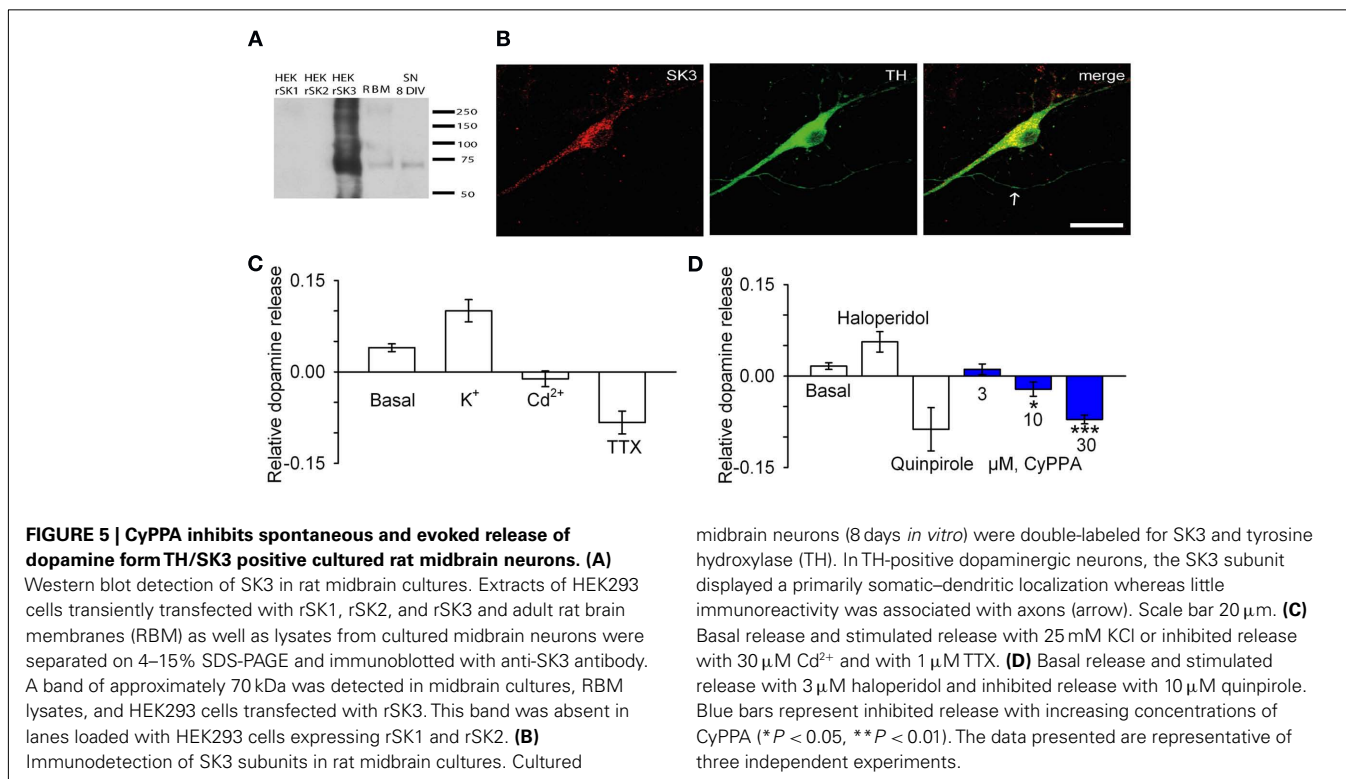 A
HEK HEK HEK SN
rSK1 rSK2 rSK3 RBM 8 DIV
250
150
100
75
50
B
SK3
TH
merge
C
Relative dopamine release
0.15
0.00
-0.15
Basal
K+
Cd2+
TTX
D
Relative dopamine release
0.15
0.00
-0.15
Basal
Haloperidol
Quinpirole
3
*
10
***
30
µM, CyPPA
FIGURE 5 | CyPPA inhibits spontaneous and evoked release of
dopamine form TH/SK3 positive cultured rat midbrain neurons. (A)
Western blot detection of SK3 in rat midbrain cultures. Extracts of HEK293
cells transiently transfected with rSK1, rSK2, and rSK3 and adult rat brain
membranes (RBM) as well as lysates from cultured midbrain neurons were
separated on 4–15% SDS-PAGE and immunoblotted with anti-SK3 antibody.
A band of approximately 70 kDa was detected in midbrain cultures, RBM
lysates, and HEK293 cells transfected with rSK3. This band was absent in
lanes loaded with HEK293 cells expressing rSK1 and rSK2. (B)
Immunodetection of SK3 subunits in rat midbrain cultures. Cultured
midbrain neurons (8 days in vitro) were double-labeled for SK3 and tyrosine
hydroxylase (TH). In TH-positive dopaminergic neurons, the SK3 subunit
displayed a primarily somatic–dendritic localization whereas little
immunoreactivity was associated with axons (arrow). Scale bar 20 µm. (C)
Basal release and stimulated release with 25 mM KCl or inhibited release
with 30 µM Cd2+ and with 1 µM TTX. (D) Basal release and stimulated
release with 3 µM haloperidol and inhibited release with 10 µM quinpirole.
Blue bars represent inhibited release with increasing concentrations of
CyPPA (*P < 0.05, **P < 0.01). The data presented are representative of
three independent experiments.